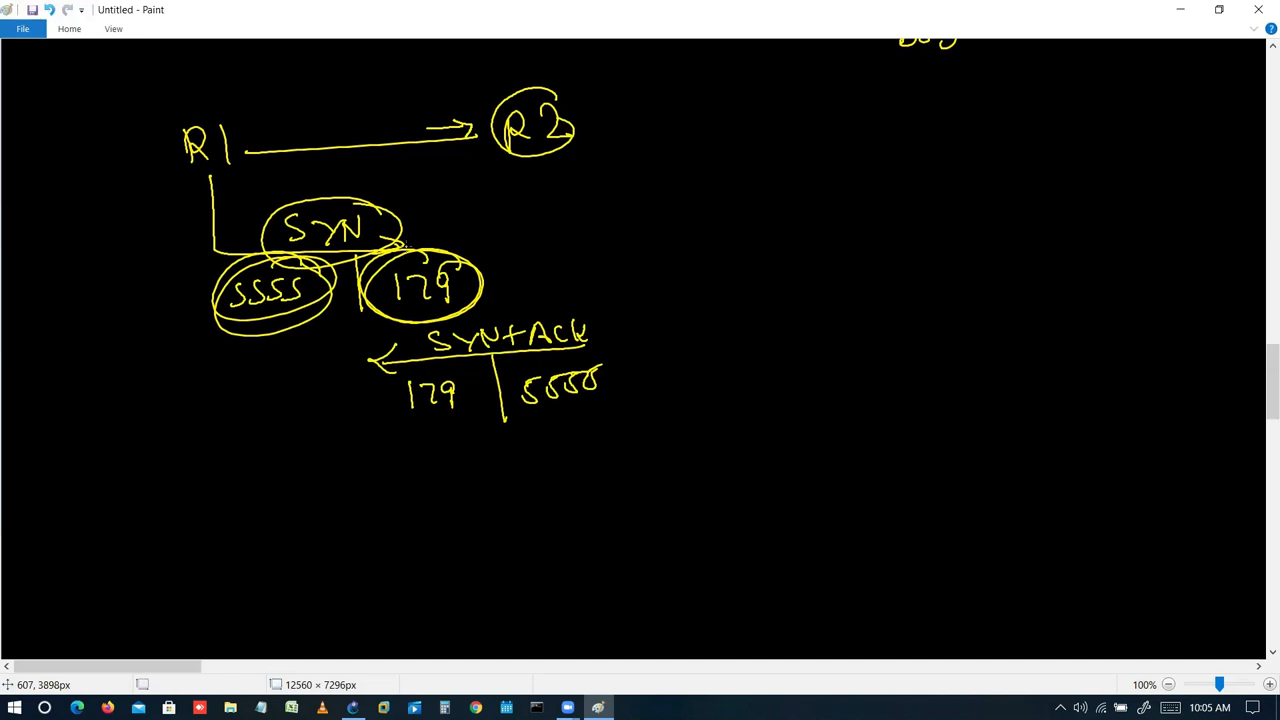 Untitled - Paint
File Home View
R1 R2
SYN
5555 179
SYN+ACK
179 5555
607, 3898px 12560 × 7296px 100%
10:05 AM